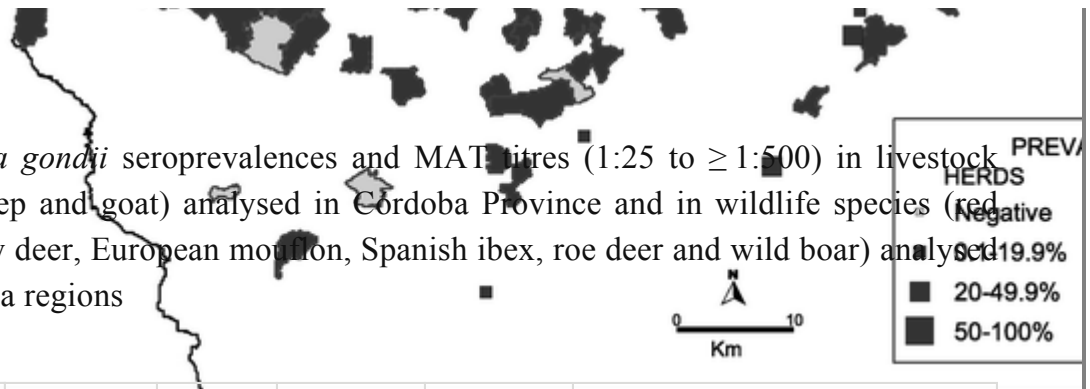 a gondii seroprevalences and MAT titres (1:25 to ≥ 1:500) in livestock
ep and goat) analysed in Córdoba Province and in wildlife species (red
deer, European mouflon, Spanish ibex, roe deer and wild boar) analysed
a regions
PREVA
HERDS
Negative
0.1-19.9%
20-49.9%
50-100%
N
0 10
Km